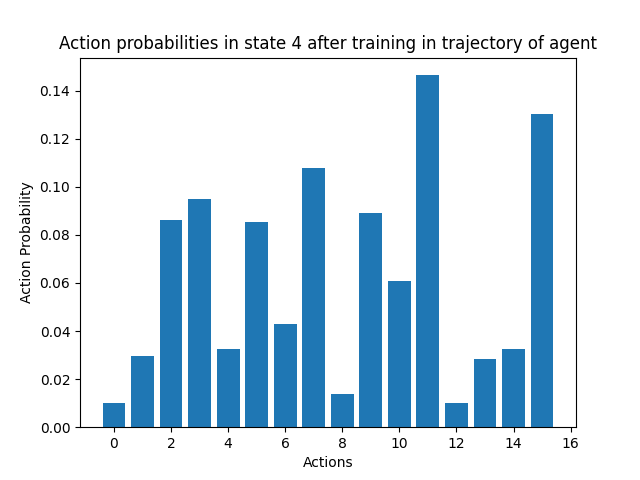 Action probabilities in state 4 after training in trajectory of agent
0.14
0.12
0.10
0.08
0.06
0.04
0.02
0.00
Action Probability
0 2 4 6 8 10 12 14 16
Actions